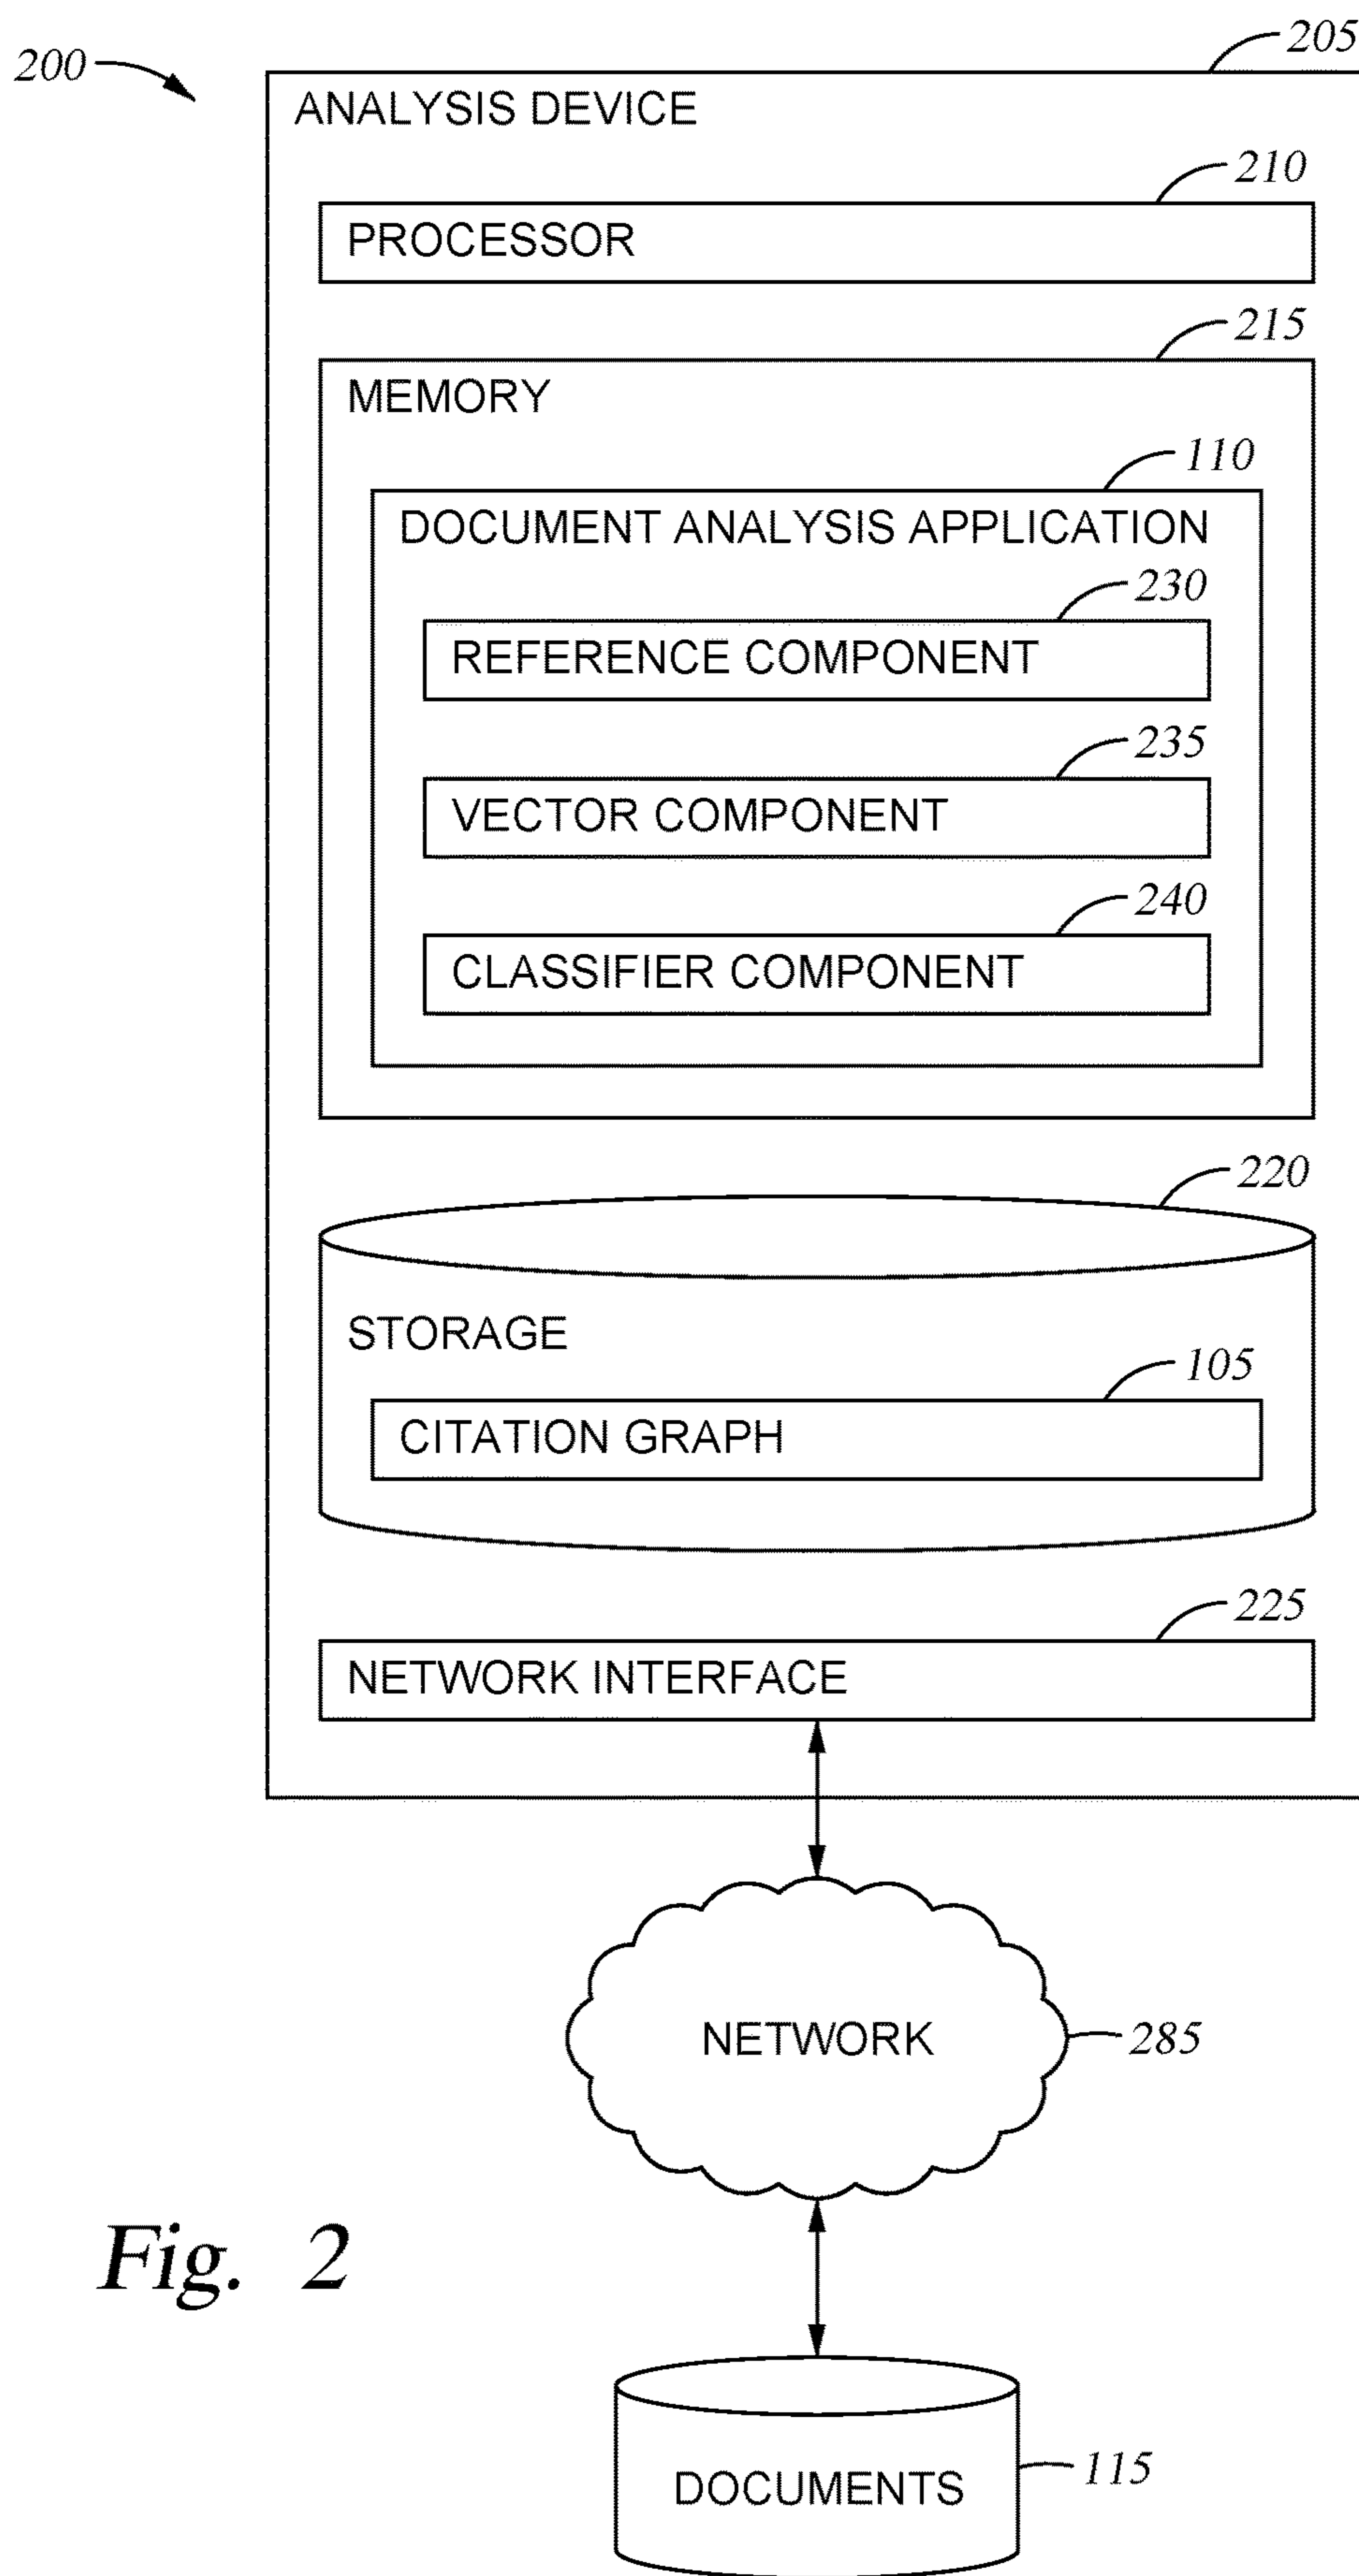 205
200
ANALYSIS DEVICE
210
PROCESSOR
215
MEMORY
110
DOCUMENT ANALYSIS APPLICATION
230
REFERENCE COMPONENT
235
VECTOR COMPONENT
240
CLASSIFIER COMPONENT
220
STORAGE
105
CITATION GRAPH
225
NETWORK INTERFACE
NETWORK
285
Fig. 2
DOCUMENTS
115